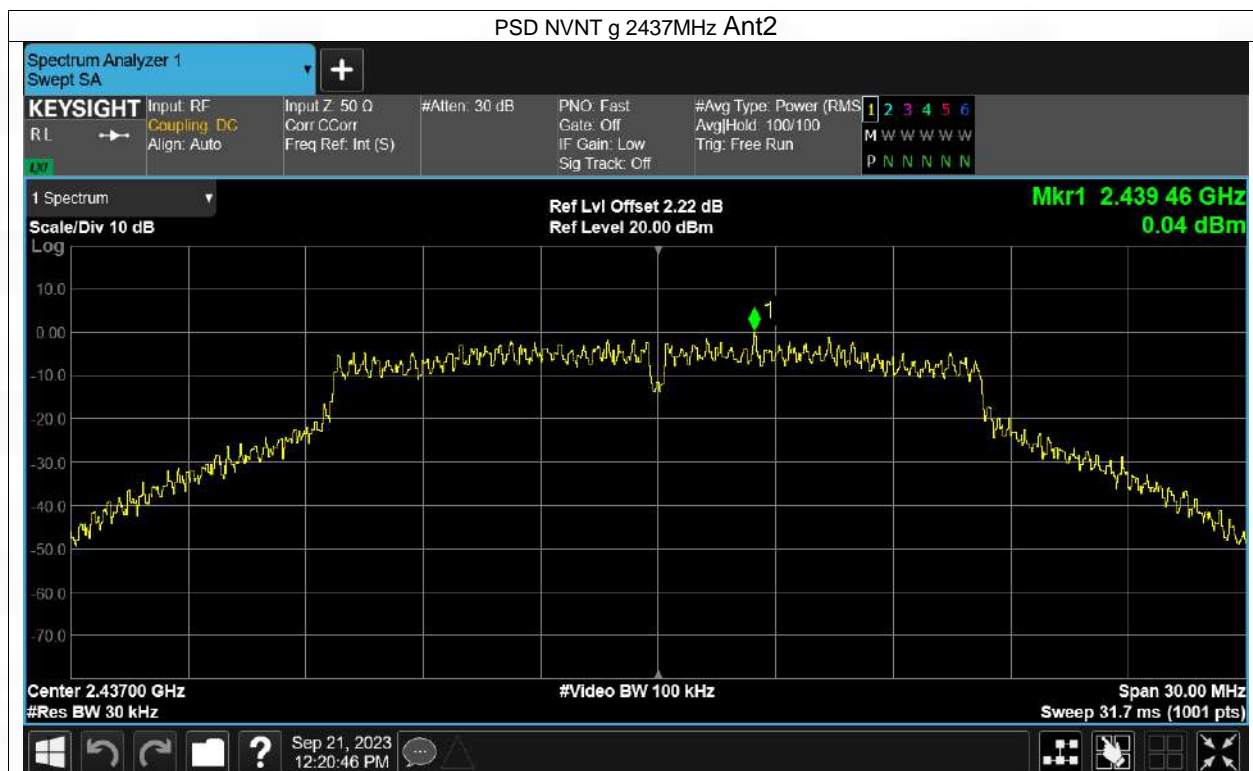 PSD NVNT g 2437MHz Ant2
Spectrum Analyzer 1
Swept SA
+
KEYSIGHT
RL
LXI
Input: RF
Coupling: DC
Align: Auto
Input Z: 50 Ω
Corr CCorr
Freq Ref: Int (S)
#Atten: 30 dB
PNO: Fast
Gate: Off
IF Gain: Low
Sig Track: Off
#Avg Type: Power (RMS
Avg|Hold: 100/100
Trig: Free Run
1 2 3 4 5 6
M W W W W W
P N N N N N
1 Spectrum
Scale/Div 10 dB
Ref Lvl Offset 2.22 dB
Ref Level 20.00 dBm
Mkr1 2.439 46 GHz
0.04 dBm
Log
10.0
0.00
-10.0
-20.0
-30.0
-40.0
-50.0
-60.0
-70.0
1
Center 2.43700 GHz
#Res BW 30 kHz
#Video BW 100 kHz
Span 30.00 MHz
Sweep 31.7 ms (1001 pts)
?
Sep 21, 2023
12:20:46 PM